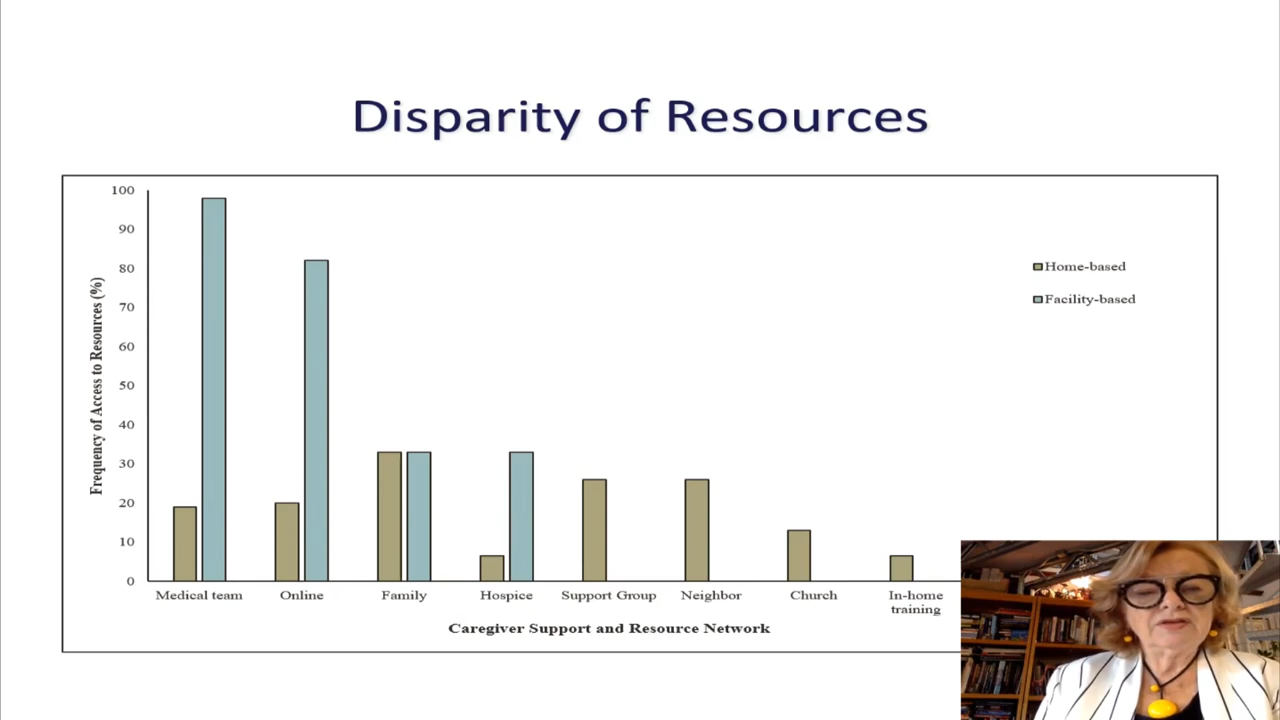 Disparity of Resources
Frequency of Access to Resources (%)
100
90
80
70
60
50
40
30
20
10
0
Home-based
Facility-based
Medical team
Online
Family
Hospice
Support Group
Neighbor
Church
In-home
training
Caregiver Support and Resource Network